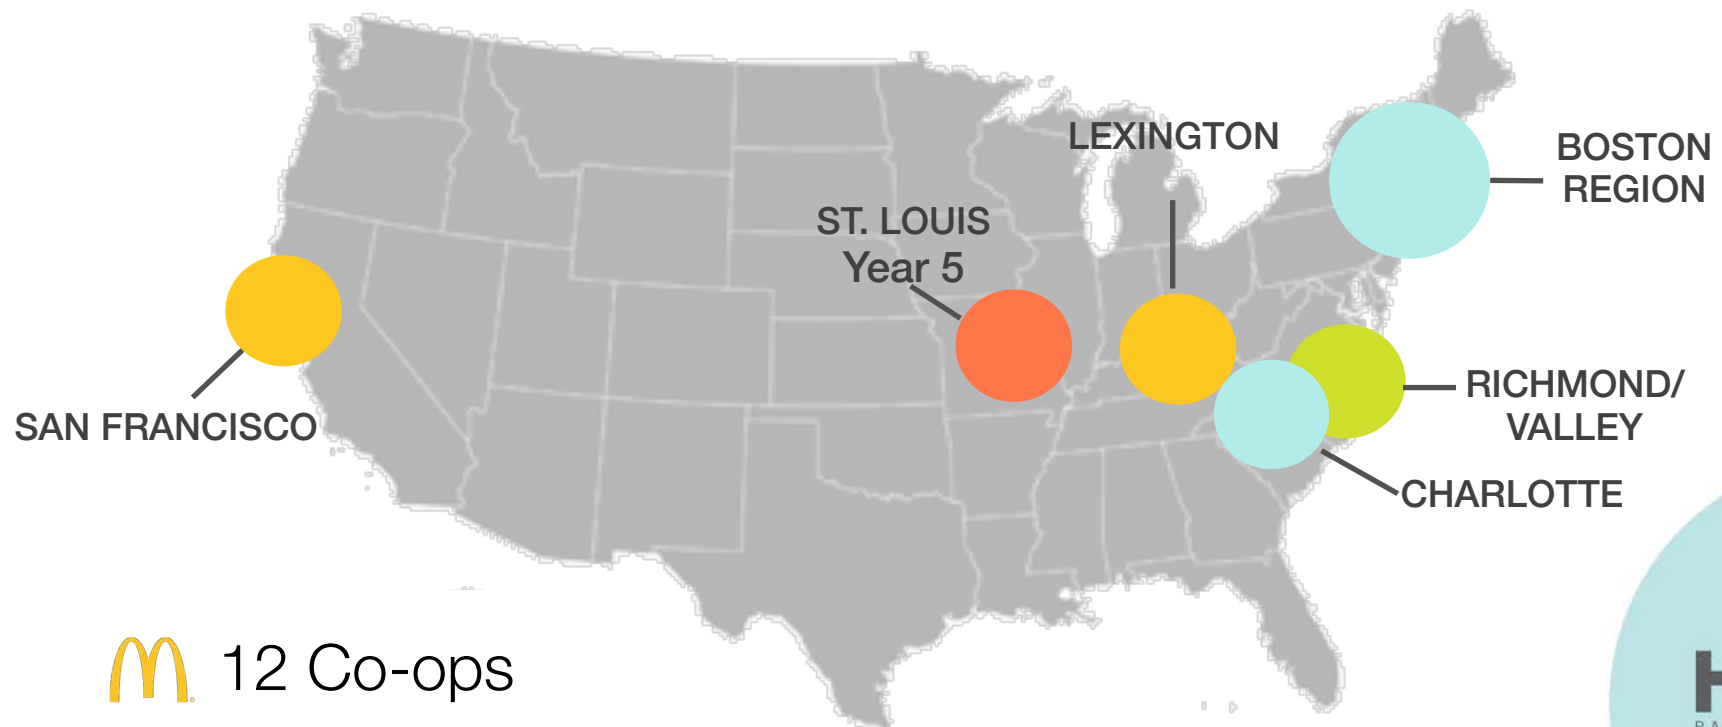 LEXINGTON
BOSTON
REGION
ST. LOUIS
Year 5
SAN FRANCISCO
RICHMOND/
VALLEY
CHARLOTTE
12 Co-ops
H